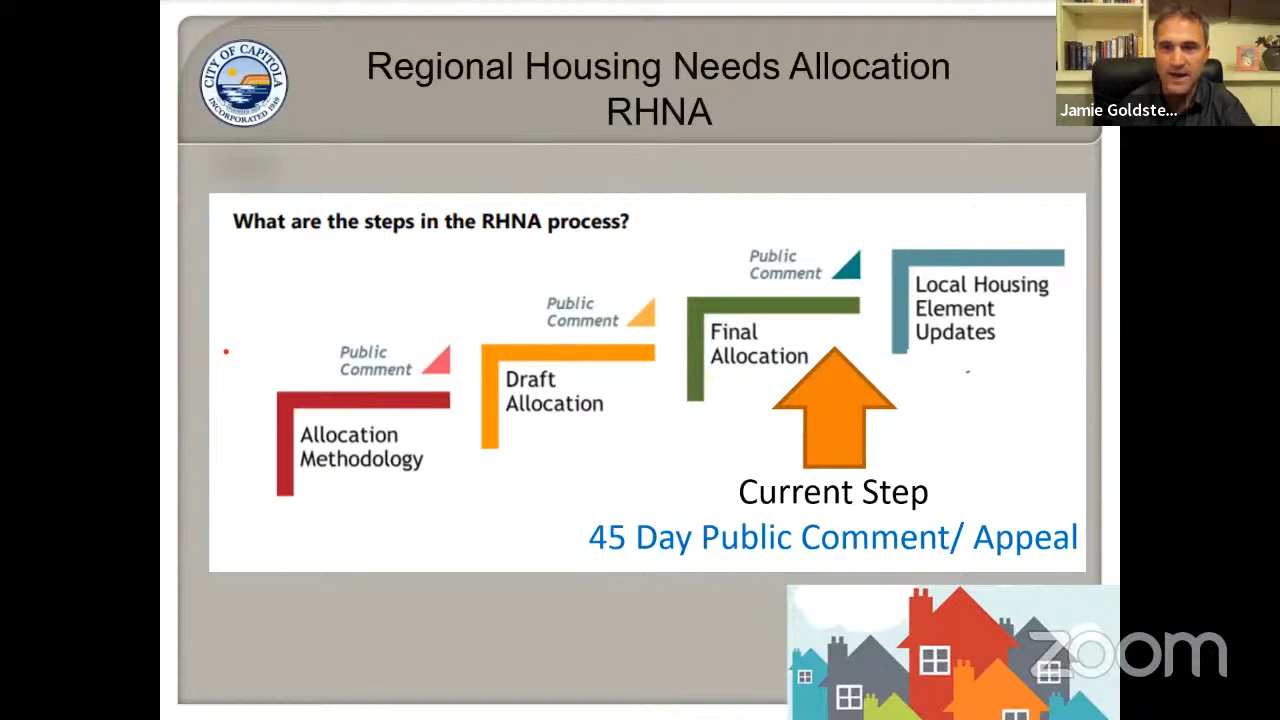 Regional Housing Needs Allocation
RHNA
CITY OF CAPITOLA
INCORPORATED 1949
Jamie Goldste...
What are the steps in the RHNA process?
Public
Comment
Allocation
Methodology
Public
Comment
Draft
Allocation
Public
Comment
Final
Allocation
Local Housing
Element
Updates
Current Step
45 Day Public Comment/ Appeal
zoom